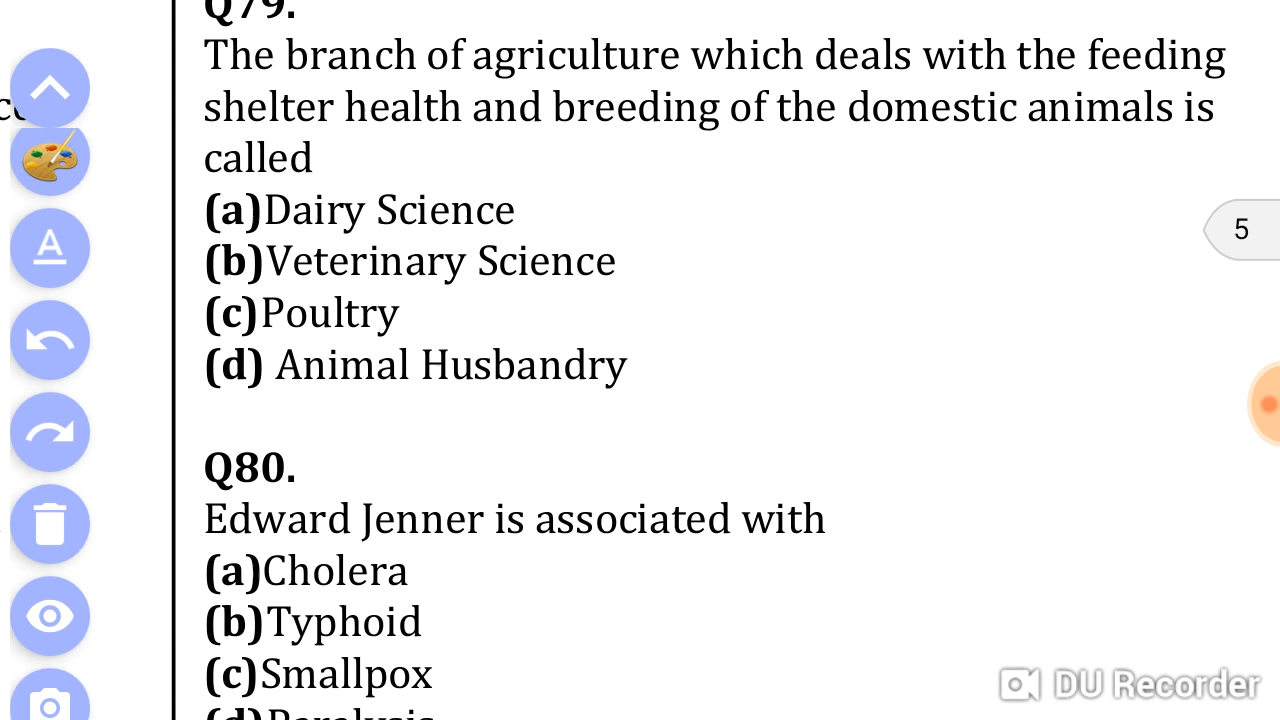 Q79.
The branch of agriculture which deals with the feeding
shelter health and breeding of the domestic animals is
called
(a)Dairy Science
(b)Veterinary Science
(c)Poultry
(d) Animal Husbandry
5
Q80.
Edward Jenner is associated with
(a)Cholera
(b)Typhoid
(c)Smallpox
(d)Paralysis
A
DU Recorder